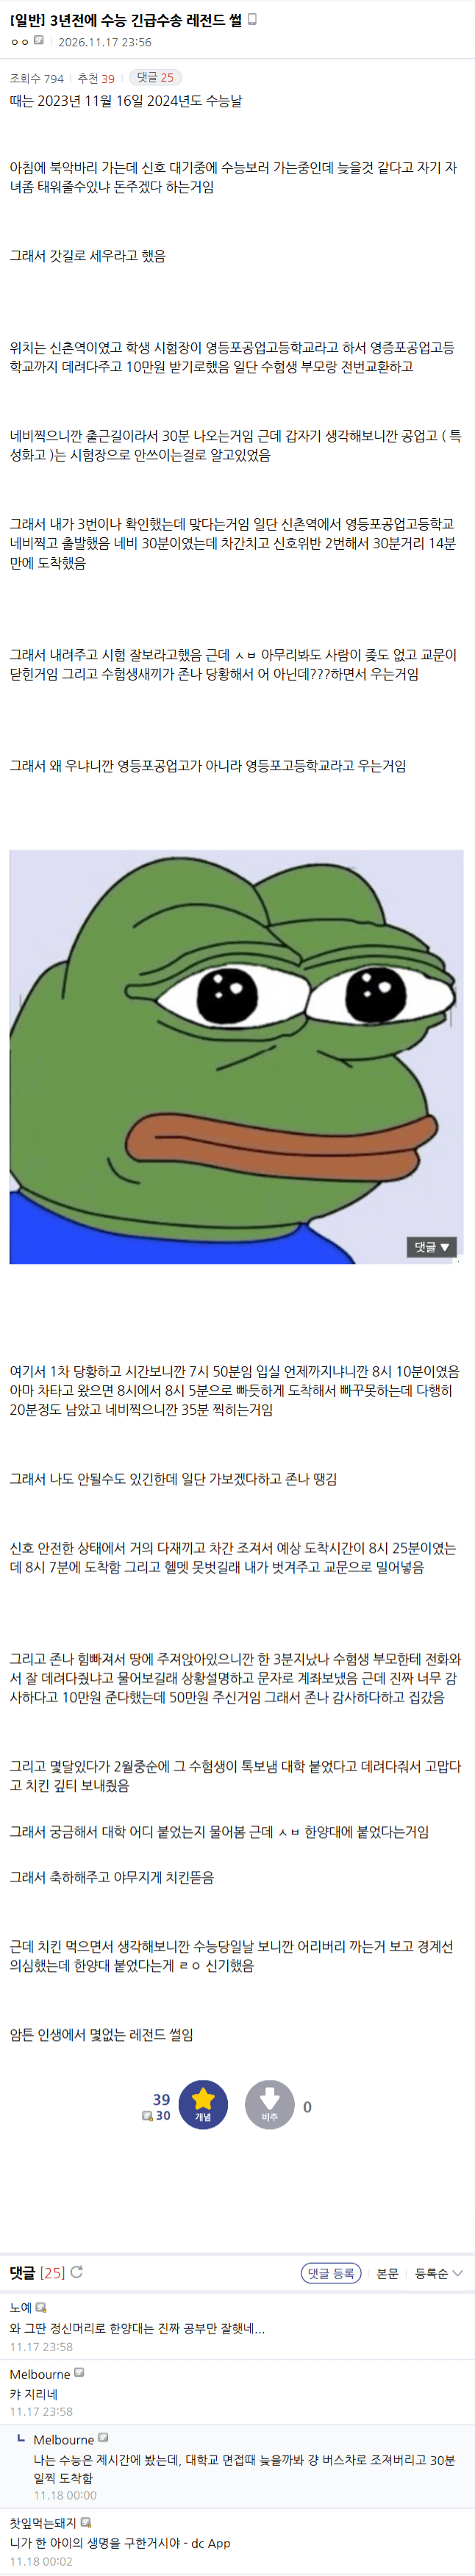 [일반] 3년전에 수능 긴급수송 레전드 썰
ㅇㅇ 2026.11.17 23:56
조회수 794 추천 39 댓글 25
때는 2023년 11월 16일 2024년도 수능날
아침에 북악바리 가는데 신호 대기중에 수능보러 가는중인데 늦을것 같다고 자기 자
녀좀 태워줄수있냐 돈주겠다 하는거임
그래서 갓길로 세우라고 했음
위치는 신촌역이였고 학생 시험장이 영등포공업고등학교라고 하서 영증포공업고등
학교까지 데려다주고 10만원 받기로했음 일단 수험생 부모랑 전번교환하고
네비찍으니깐 출근길이라서 30분 나오는거임 근데 갑자기 생각해보니깐 공업고 ( 특
성화고 )는 시험장으로 안쓰이는걸로 알고있었음
그래서 내가 3번이나 확인했는데 맞다는거임 일단 신촌역에서 영등포공업고등학교
네비찍고 출발했음 네비 30분이였는데 차간치고 신호위반 2번해서 30분거리 14분
만에 도착했음
그래서 내려주고 시험 잘보라고했음 근데 ㅅㅂ 아무리봐도 사람이 좆도 없고 교문이
닫힌거임 그리고 수험생새끼가 존나 당황해서 어 아닌데???하면서 우는거임
그래서 왜 우냐니깐 영등포공업고가 아니라 영등포고등학교라고 우는거임
댓글 ▼
여기서 1차 당황하고 시간보니깐 7시 50분임 입실 언제까지냐니깐 8시 10분이였음
아마 차타고 왔으면 8시에서 8시 5분으로 빠듯하게 도착해서 빠꾸못하는데 다행히
20분정도 남았고 네비찍으니깐 35분 찍히는거임
그래서 나도 안될수도 있긴한데 일단 가보겠다하고 존나 땡김
신호 안전한 상태에서 거의 다재끼고 차간 조져서 예상 도착시간이 8시 25분이였는
데 8시 7분에 도착함 그리고 헬멧 못벗길래 내가 벗겨주고 교문으로 밀어넣음
그리고 존나 힘빠져서 땅에 주져앉아있으니깐 한 3분지났나 수험생 부모한테 전화와
서 잘 데려다줬냐고 물어보길래 상황설명하고 문자로 계좌보냈음 근데 진짜 너무 감
사하다고 10만원 준다했는데 50만원 주신거임 그래서 존나 감사하다하고 집갔음
그리고 몇달있다가 2월중순에 그 수험생이 톡보냄 대학 붙었다고 데려다줘서 고맙다
고 치킨 깊티 보내줬음
그래서 궁금해서 대학 어디 붙었는지 물어봄 근데 ㅅㅂ 한양대에 붙었다는거임
그래서 축하해주고 야무지게 치킨뜯음
근데 치킨 먹으면서 생각해보니깐 수능당일날 보니깐 어리버리 까는거 보고 경계선
의심했는데 한양대 붙었다는게 ㄹㅇ 신기했음
암튼 인생에서 몇없는 레전드 썰임
39
30
개념
비추
0
댓글 [25]
댓글 등록 본문 등록순
노예
와 그딴 정신머리로 한양대는 진짜 공부만 잘햇네...
11.17 23:58
Melbourne
캬 지리네
11.17 23:58
Melbourne
나는 수능은 제시간에 봤는데, 대학교 면접때 늦을까봐 걍 버스차로 조져버리고 30분
일찍 도착함
11.18 00:00
찻잎먹는돼지
니가 한 아이의 생명을 구한거시야 - dc App
11.18 00:02